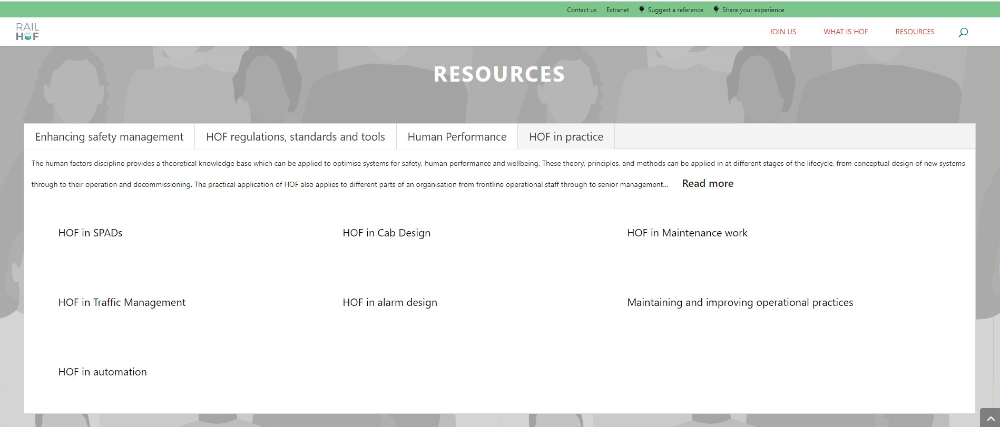 Contact us Extranet Suggest a reference Share your experience
RAIL
HOF
JOIN US WHAT IS HOF RESOURCES
RESOURCES
Enhancing safety management HOF regulations, standards and tools Human Performance HOF in practice
The human factors discipline provides a theoretical knowledge base which can be applied to optimise systems for safety, human performance and wellbeing. These theory, principles, and methods can be applied in at different stages of the lifecycle, from conceptual design of new systems
through to their operation and decommissioning. The practical application of HOF also applies to different parts of an organisation from frontline operational staff through to senior management... Read more
HOF in SPADs HOF in Cab Design HOF in Maintenance work
HOF in Traffic Management HOF in alarm design Maintaining and improving operational practices
HOF in automation